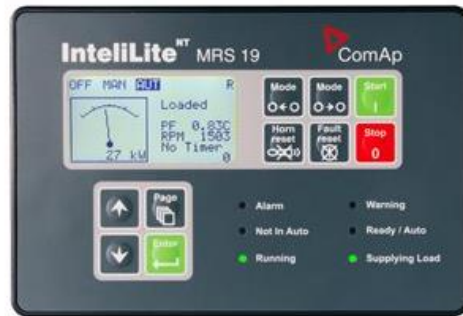 InteliLite NT MRS 19
ComAp
OFF MAN AUT R
Loaded
PF 0.83C
RPM 1503
No Timer
27 kW 0
Mode Mode Start
I
Horn reset Fault reset Stop
0
Page
Enter
Alarm Warning
Not In Auto Ready / Auto
Running Supplying Load